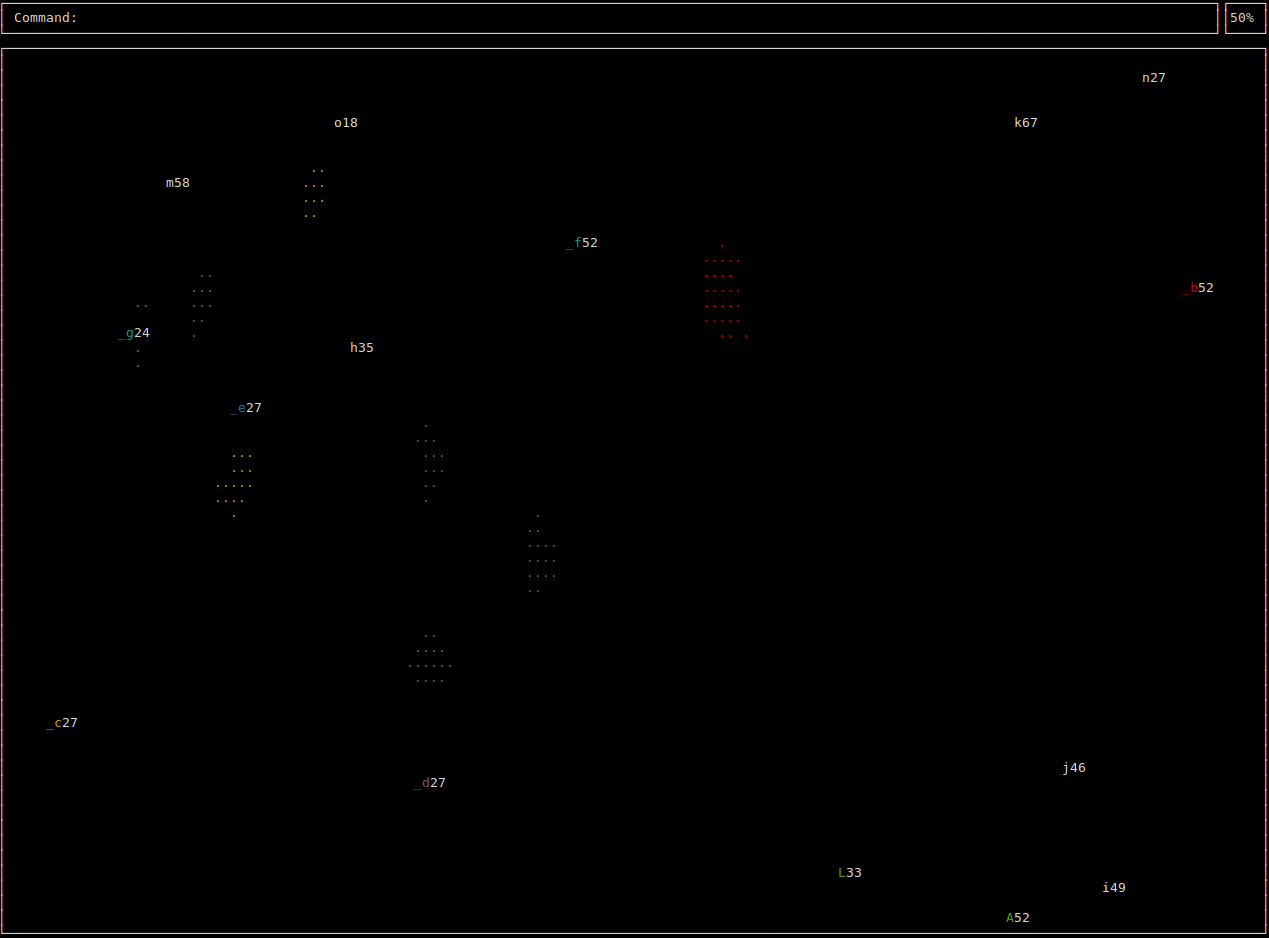 Command: 50%
n27
o18 k67
m58
_f52
_b52
_g24
h35
_e27
_c27
j46
_d27
L33
i49
A52